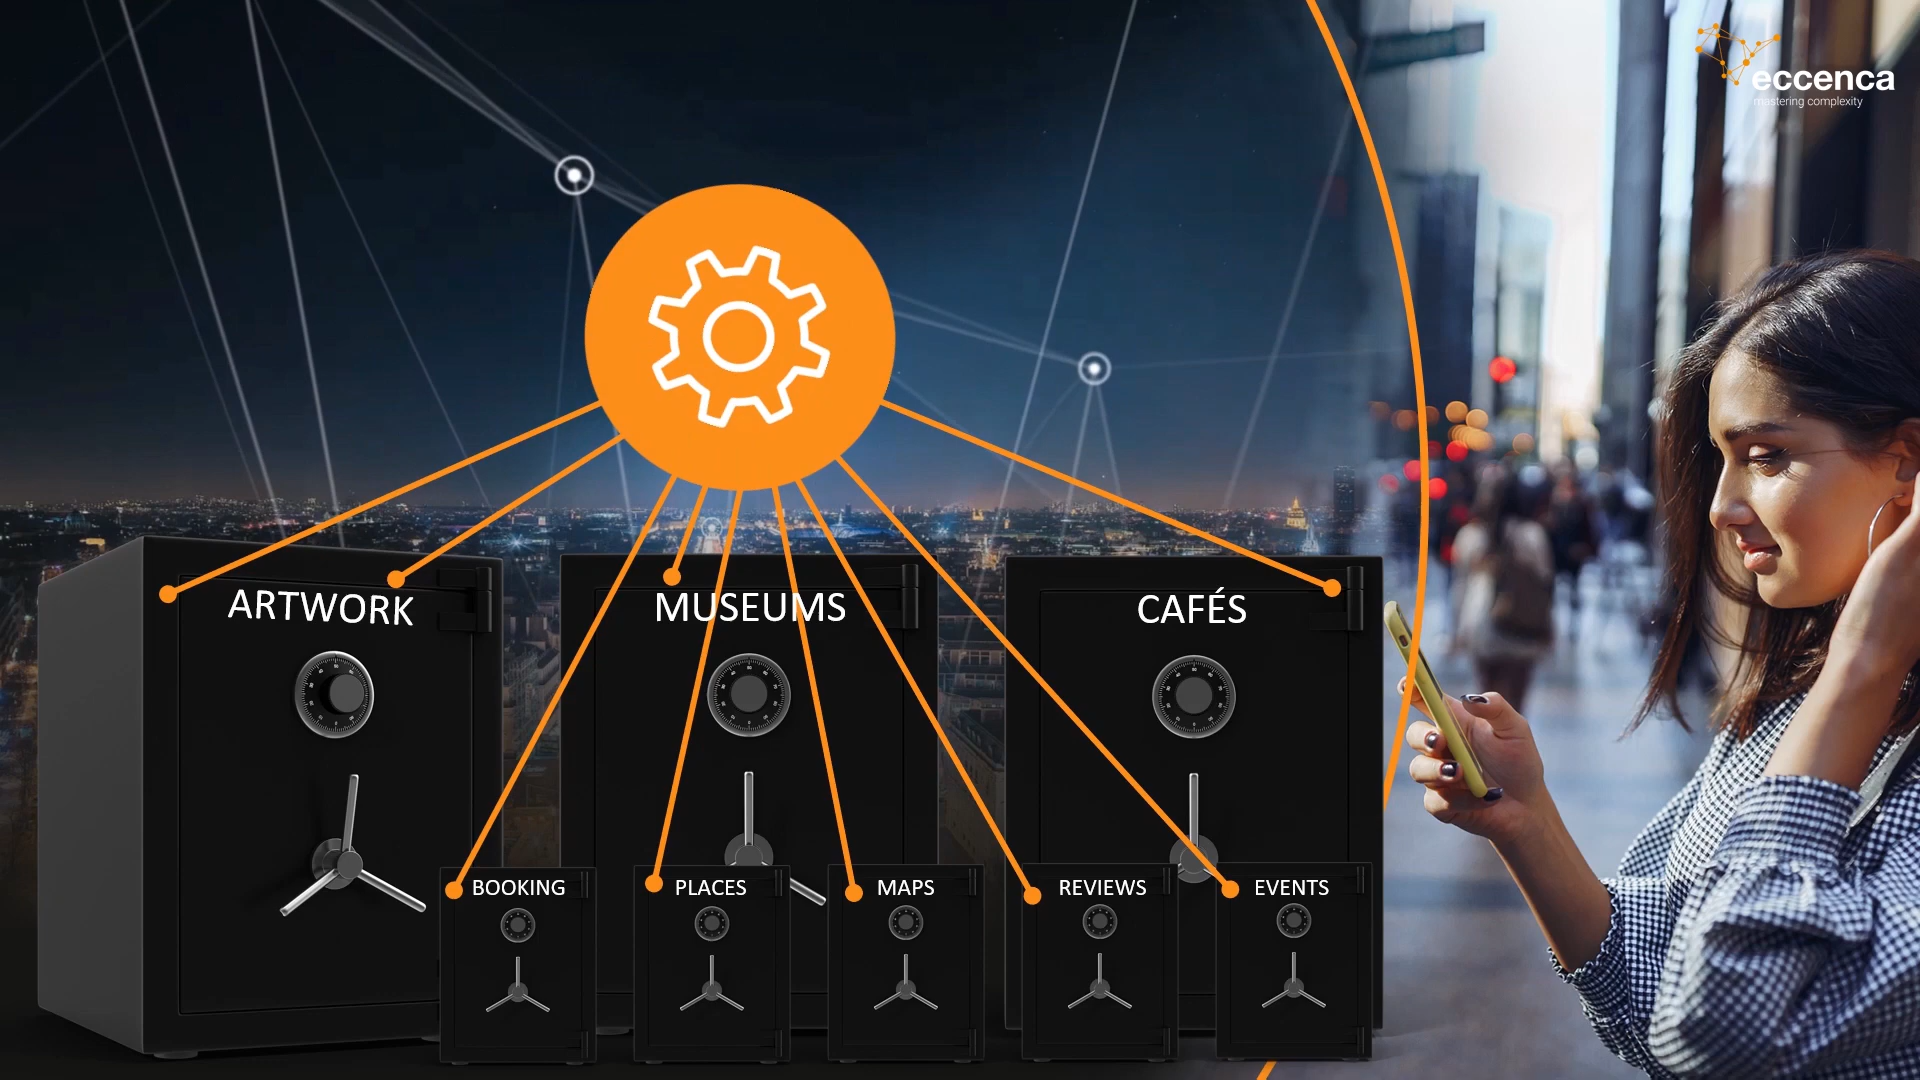 eccenca
mastering complexity
ARTWORK
MUSEUMS
CAFÉS
BOOKING
PLACES
MAPS
REVIEWS
EVENTS